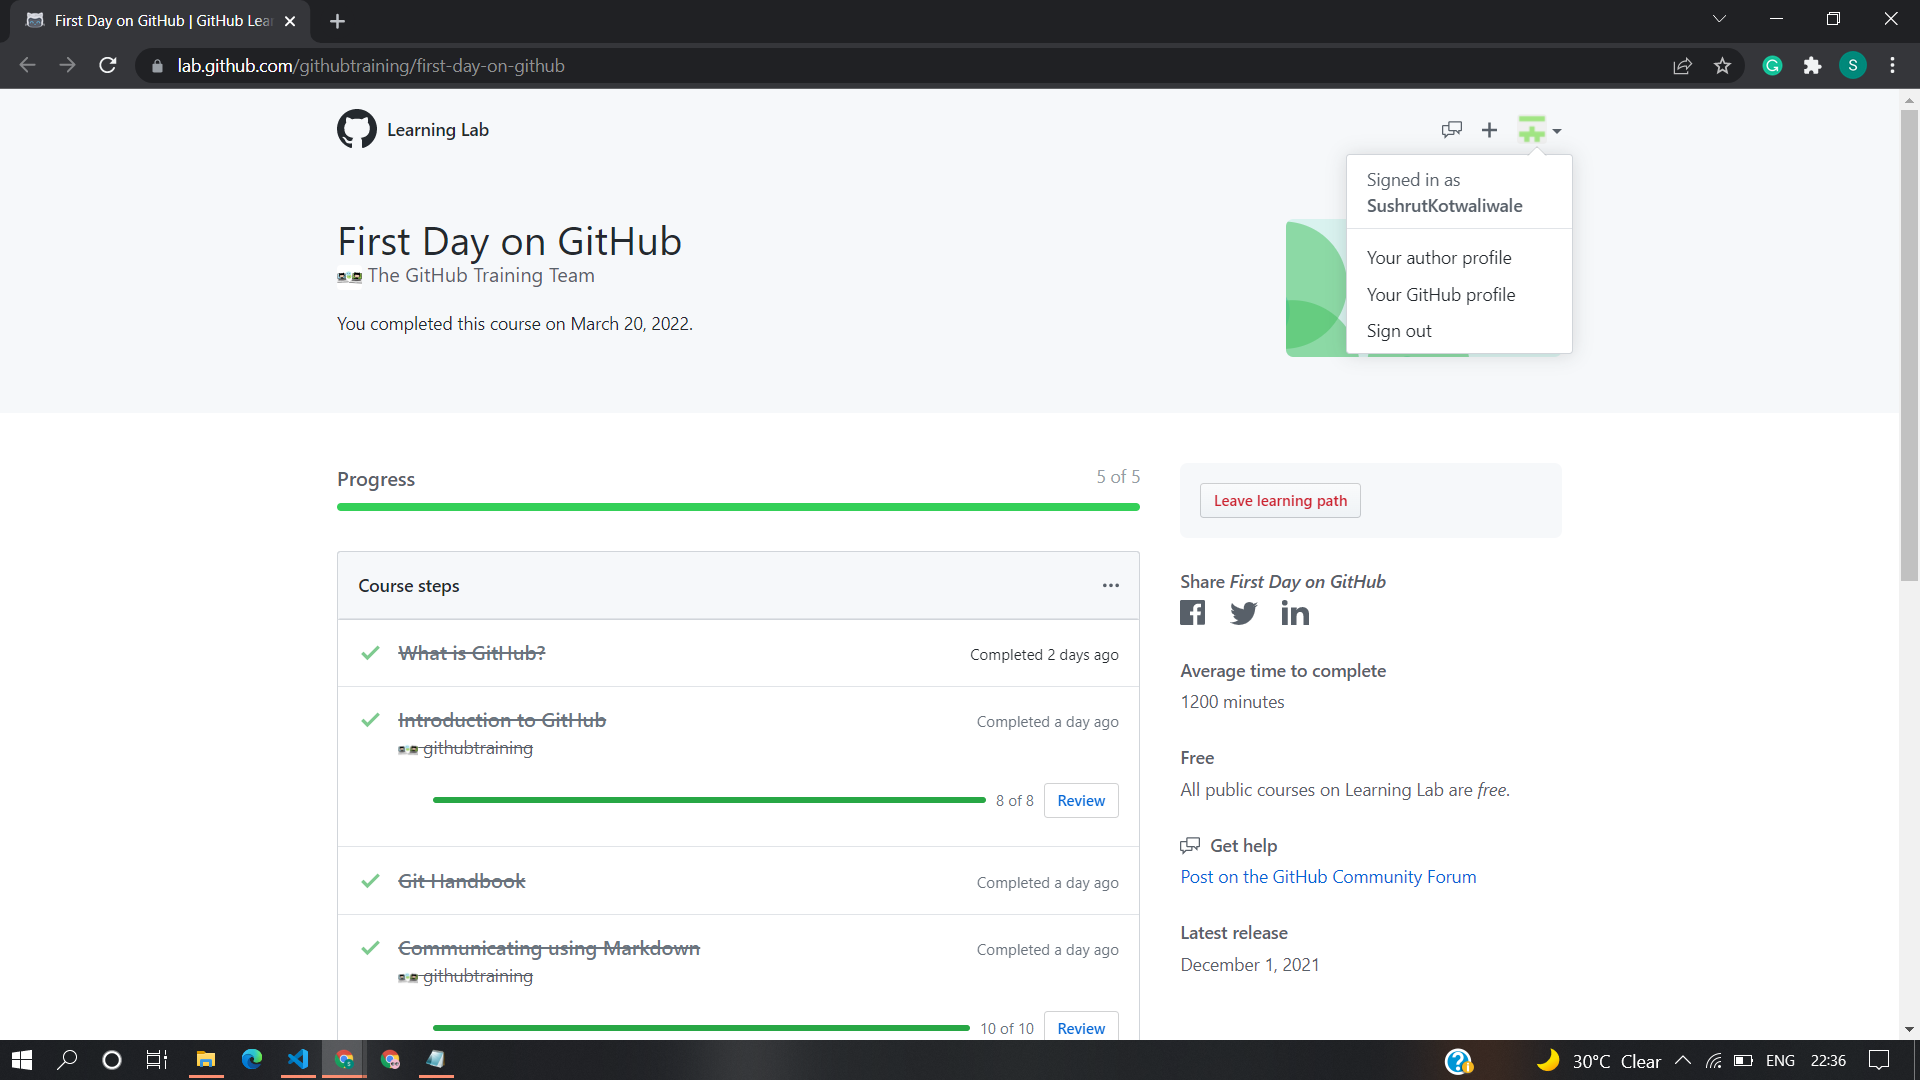 First Day on GitHub | GitHub Lear
lab.github.com/githubtraining/first-day-on-github
S
Learning Lab
Signed in as
SushrutKotwaliwale
Your author profile
Your GitHub profile
Sign out
First Day on GitHub
The GitHub Training Team
You completed this course on March 20, 2022.
Progress
5 of 5
Leave learning path
Course steps
What is GitHub?
Completed 2 days ago
Introduction to GitHub
Completed a day ago
githubtraining
8 of 8
Review
Git Handbook
Completed a day ago
Communicating using Markdown
Completed a day ago
githubtraining
10 of 10
Review
Share First Day on GitHub
Average time to complete
1200 minutes
Free
All public courses on Learning Lab are free.
Get help
Post on the GitHub Community Forum
Latest release
December 1, 2021
30°C Clear
ENG
22:36